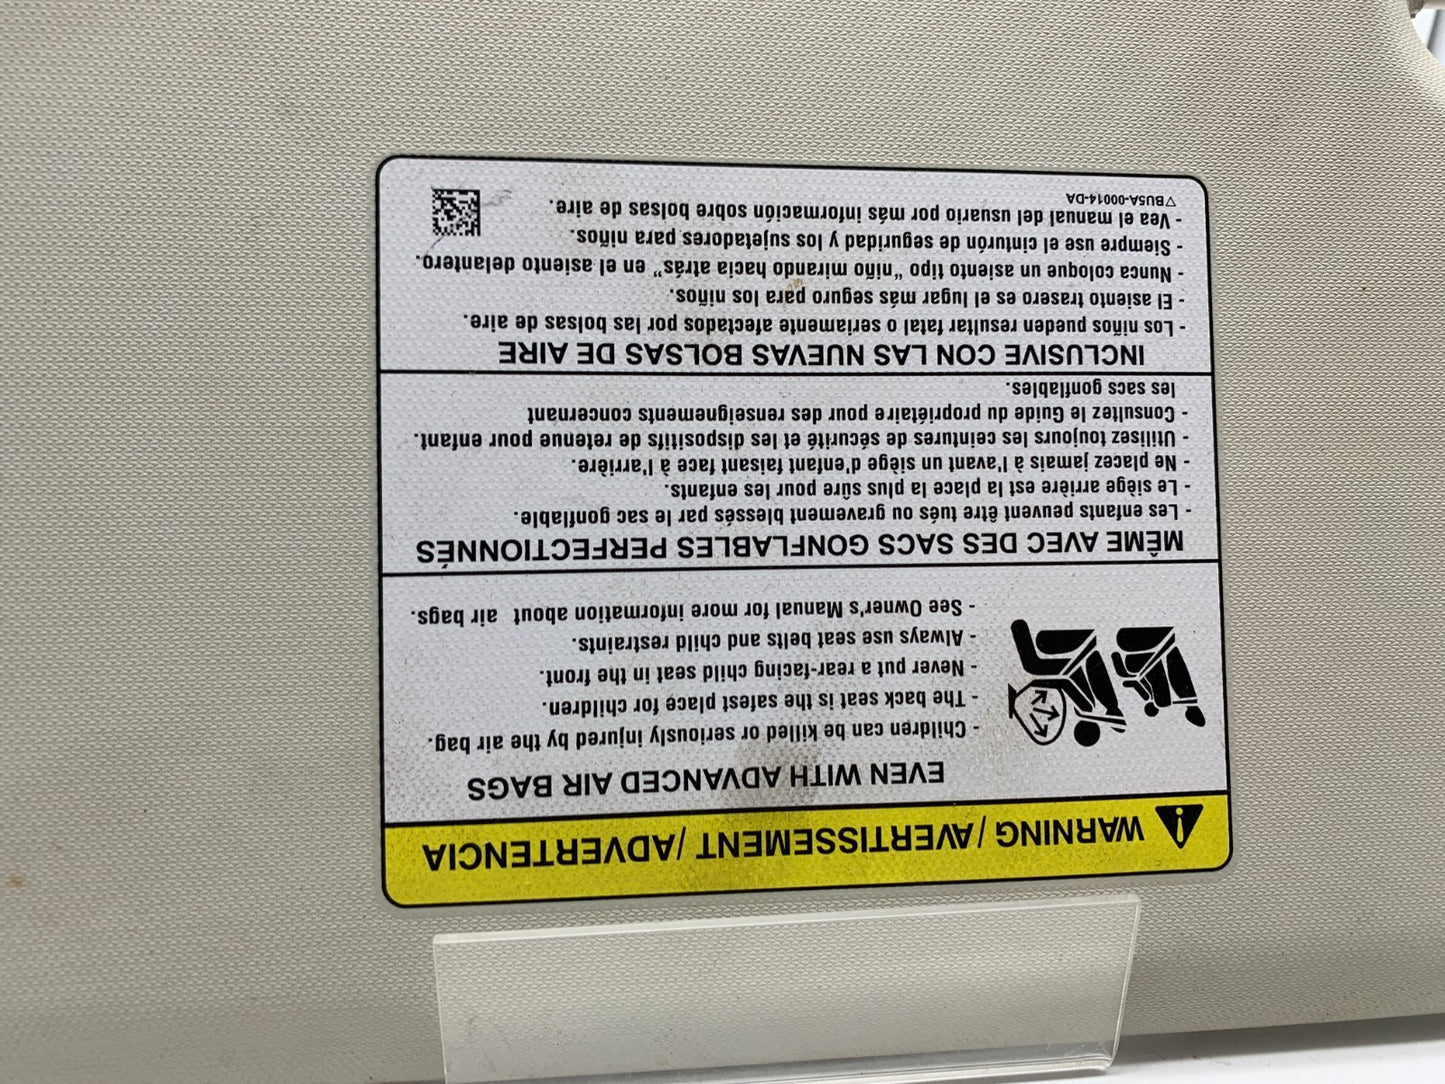 WARNING / AVERTISSEMENT / ADVERTENCIA
EVEN WITH ADVANCED AIR BAGS
- Children can be killed or seriously injured by the air bag.
- The back seat is the safest place for children.
- Never put a rear-facing child seat in the front.
- Always use seat belts and child restraints.
- See Owner's Manual for more information about air bags.
MÊME AVEC DES SACS GONFLABLES PERFECTIONNÉS
- Les enfants peuvent être tués ou gravement blessés par le sac gonflable.
- Le siège arrière est la place la plus sûre pour les enfants.
- Ne placez jamais à l'avant un siège d'enfant faisant face à l'arrière.
- Utilisez toujours les ceintures de sécurité et les dispositifs de retenue pour enfant.
- Consultez le Guide du propriétaire pour des renseignements concernant
les sacs gonflables.
INCLUSIVE CON LAS NUEVAS BOLSAS DE AIRE
- Los niños pueden resultar fatal o seriamente afectados por las bolsas de aire.
- El asiento trasero es el lugar más seguro para los niños.
- Nunca coloque un asiento tipo "niño mirando hacia atrás" en el asiento delantero.
- Siempre use el cinturón de seguridad y los sujetadores para niños.
- Vea el manual del usuario por más información sobre bolsas de aire.
▽BU5A-00014-DA